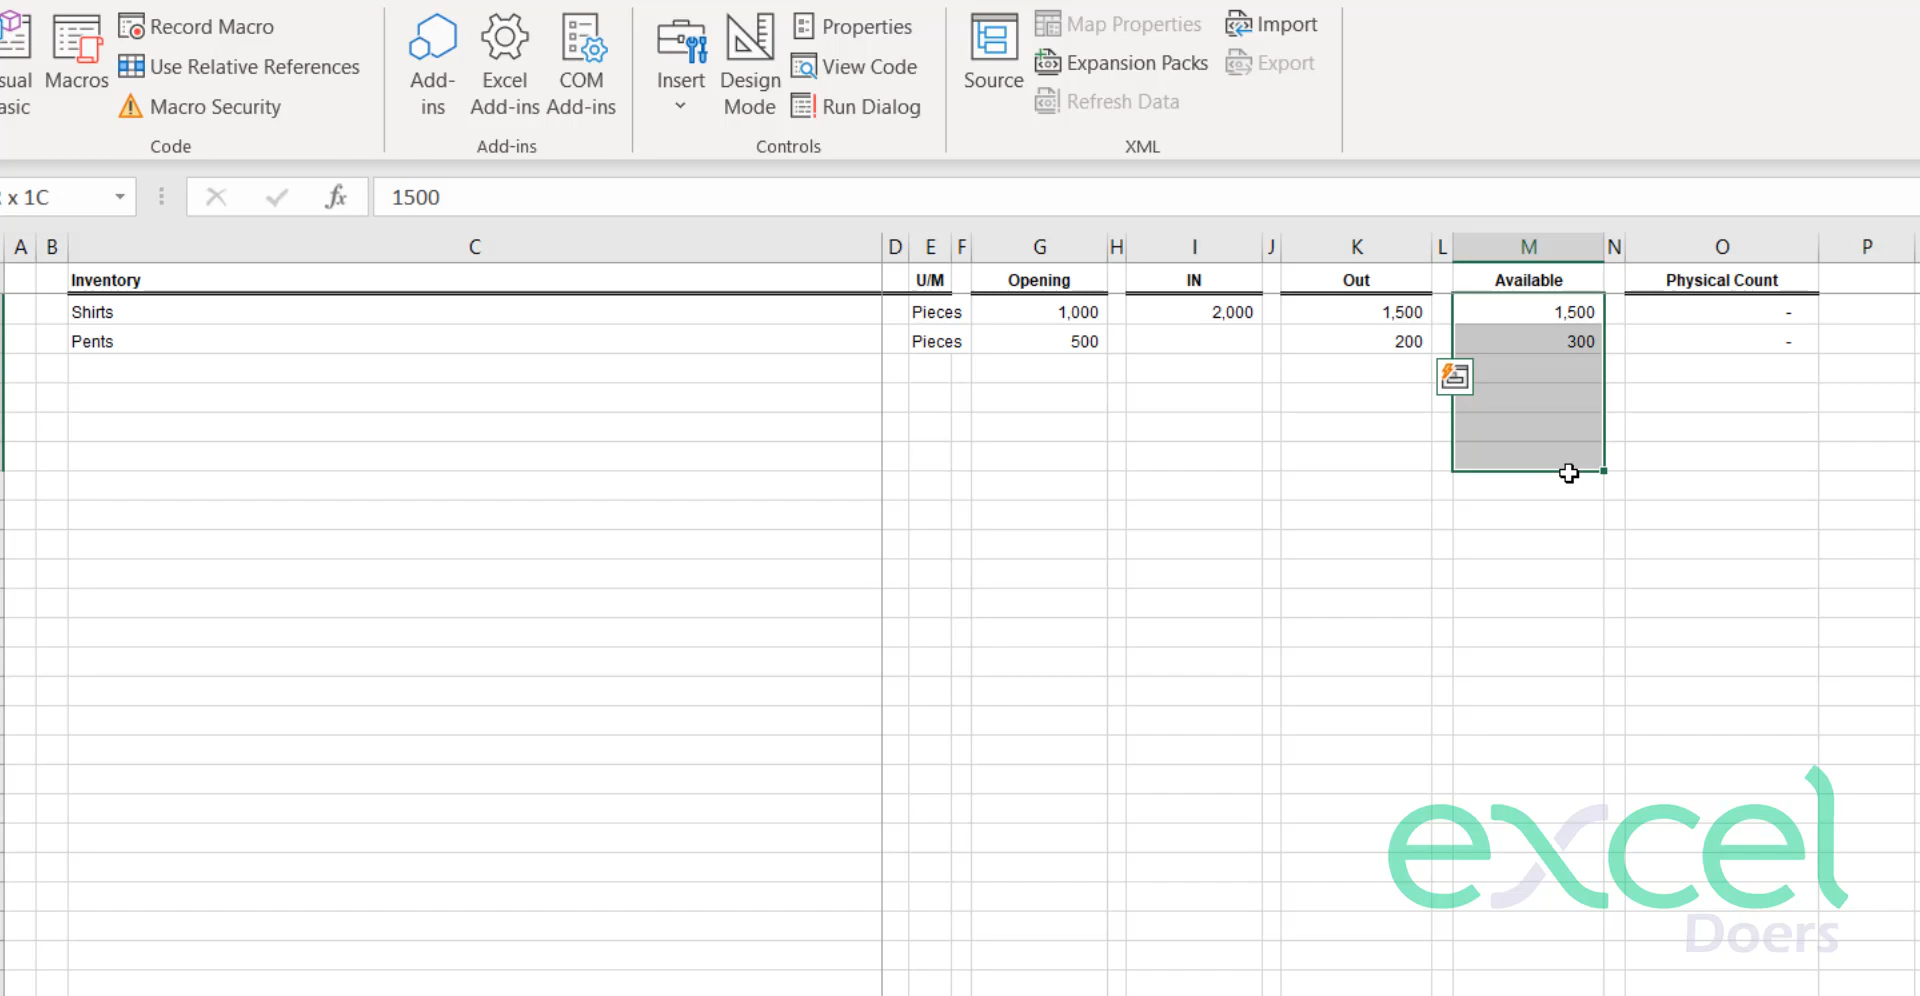 Record Macro
Use Relative References
Macro Security
sual
asic
Macros
Code
Add-
ins
Excel
Add-ins
COM
Add-ins
Add-ins
Insert
Design
Mode
Properties
View Code
Run Dialog
Controls
Source
Map Properties
Expansion Packs
Refresh Data
Import
Export
XML
x 1C
fx
1500
A B C D E F G H I J K L M N O P
Inventory U/M Opening IN Out Available Physical Count
Shirts Pieces 1,000 2,000 1,500 1,500 -
Pents Pieces 500 200 300 -
excel
Doers